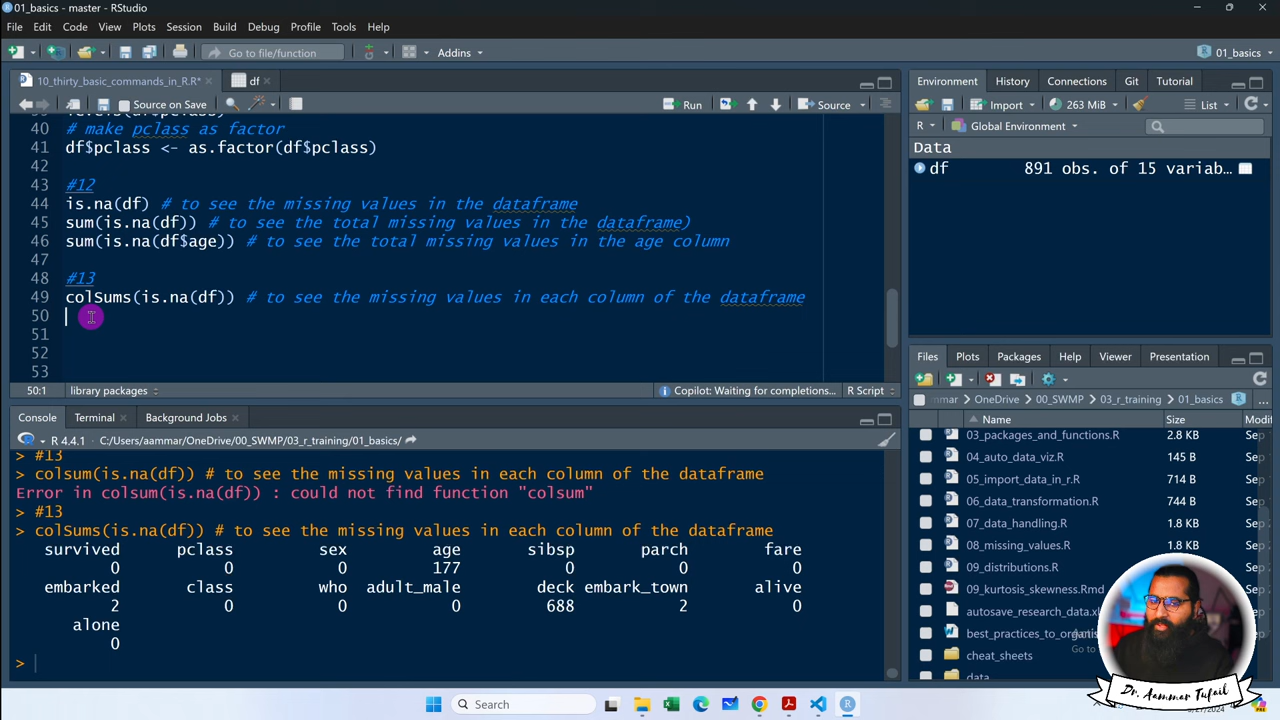 01_basics - master - RStudio
File Edit Code View Plots Session Build Debug Profile Tools Help
Go to file/function Addins 01_basics
10_thirty_basic_commands_in_R.R* df
Source on Save Run Source
40 # make pclass as factor
41 df$pclass <- as.factor(df$pclass)
42
43 #12
44 is.na(df) # to see the missing values in the dataframe
45 sum(is.na(df)) # to see the total missing values in the dataframe)
46 sum(is.na(df$age)) # to see the total missing values in the age column
47
48 #13
49 colSums(is.na(df)) # to see the missing values in each column of the dataframe
50
51
52
53
50:1 library packages Copilot: Waiting for completions... R Script
Console Terminal Background Jobs
R 4.4.1 · C:/Users/aammar/OneDrive/00_SWMP/03_r_training/01_basics/
> #13
> colsum(is.na(df)) # to see the missing values in each column of the dataframe
Error in colsum(is.na(df)) : could not find function "colsum"
> #13
> colSums(is.na(df)) # to see the missing values in each column of the dataframe
survived pclass sex age sibsp parch fare
0 0 0 177 0 0 0
embarked class who adult_male deck embark_town alive
2 0 0 0 688 2 0
alone
0
>
Environment History Connections Git Tutorial
Import 263 MiB List
R Global Environment
Data
df 891 obs. of 15 variab...
Files Plots Packages Help Viewer Presentation
mmar OneDrive 00_SWMP 03_r_training 01_basics ...
Name Size Modi
03_packages_and_functions.R 2.8 KB Sep
04_auto_data_viz.R 145 B Sep
05_import_data_in_r.R 714 B Sep
06_data_transformation.R 744 B Sep
07_data_handling.R 1.8 KB Sep
08_missing_values.R 1.8 KB Sep
09_distributions.R
09_kurtosis_skewness.Rmd
autosave_research_data.xl
best_practices_to_organi
cheat_sheets
data
Dr. Aammar Tufail
Search